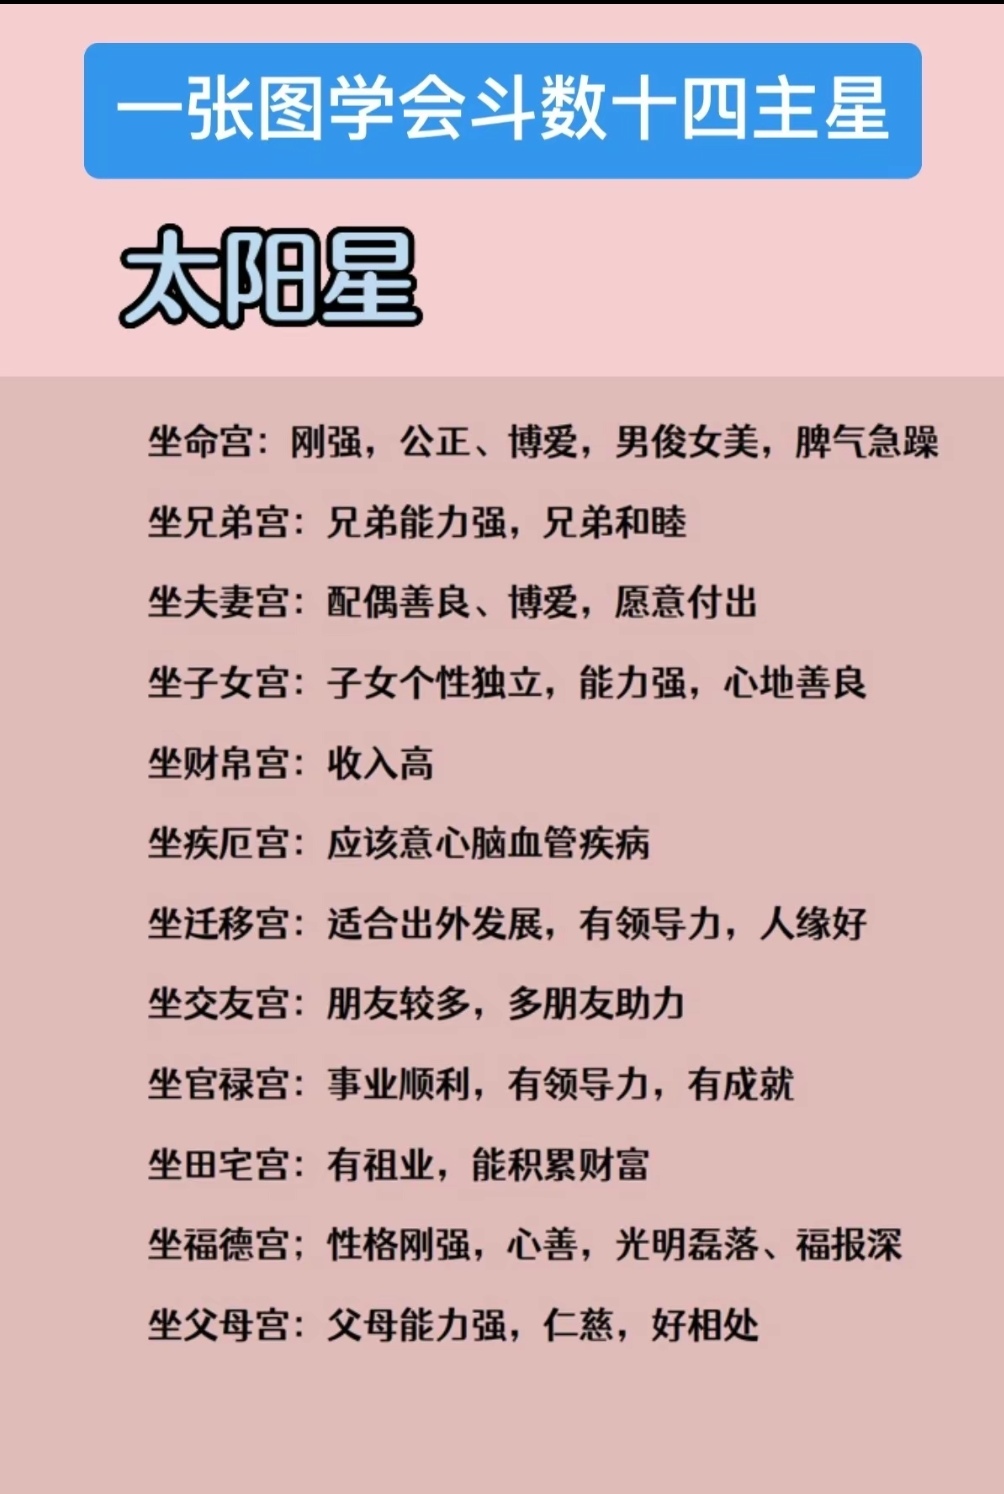 一张图学会斗数十四主星
太阳星
坐命宫：刚强，公正、博爱，男俊女美，脾气急躁
坐兄弟宫：兄弟能力强，兄弟和睦
坐夫妻宫：配偶善良、博爱，愿意付出
坐子女宫：子女个性独立，能力强，心地善良
坐财帛宫：收入高
坐疾厄宫：应该意心脑血管疾病
坐迁移宫：适合出外发展，有领导力，人缘好
坐交友宫：朋友较多，多朋友助力
坐官禄宫：事业顺利，有领导力，有成就
坐田宅宫：有祖业，能积累财富
坐福德宫；性格刚强，心善，光明磊落、福报深
坐父母宫：父母能力强，仁慈，好相处